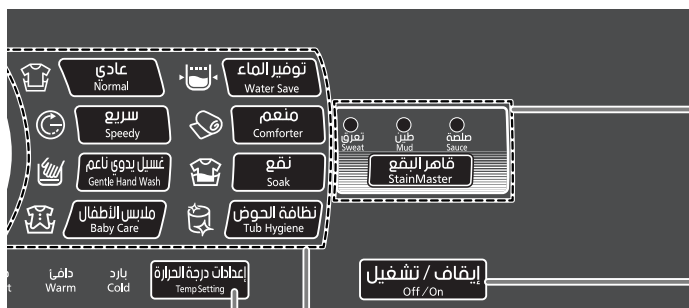 عادي
Normal
توفير الماء
Water Save
سريع
Speedy
منعم
Comforter
غسيل يدوي ناعم
Gentle Hand Wash
نقع
Soak
ملابس الأطفال
Baby Care
نظافة الحوض
Tub Hygiene
تعرق
Sweat
طين
Mud
صلصة
Sauce
قاهر البقع
StainMaster
دافئ
Warm
بارد
Cold
إعدادات درجة الحرارة
Temp Setting
إيقاف / تشغيل
Off / On